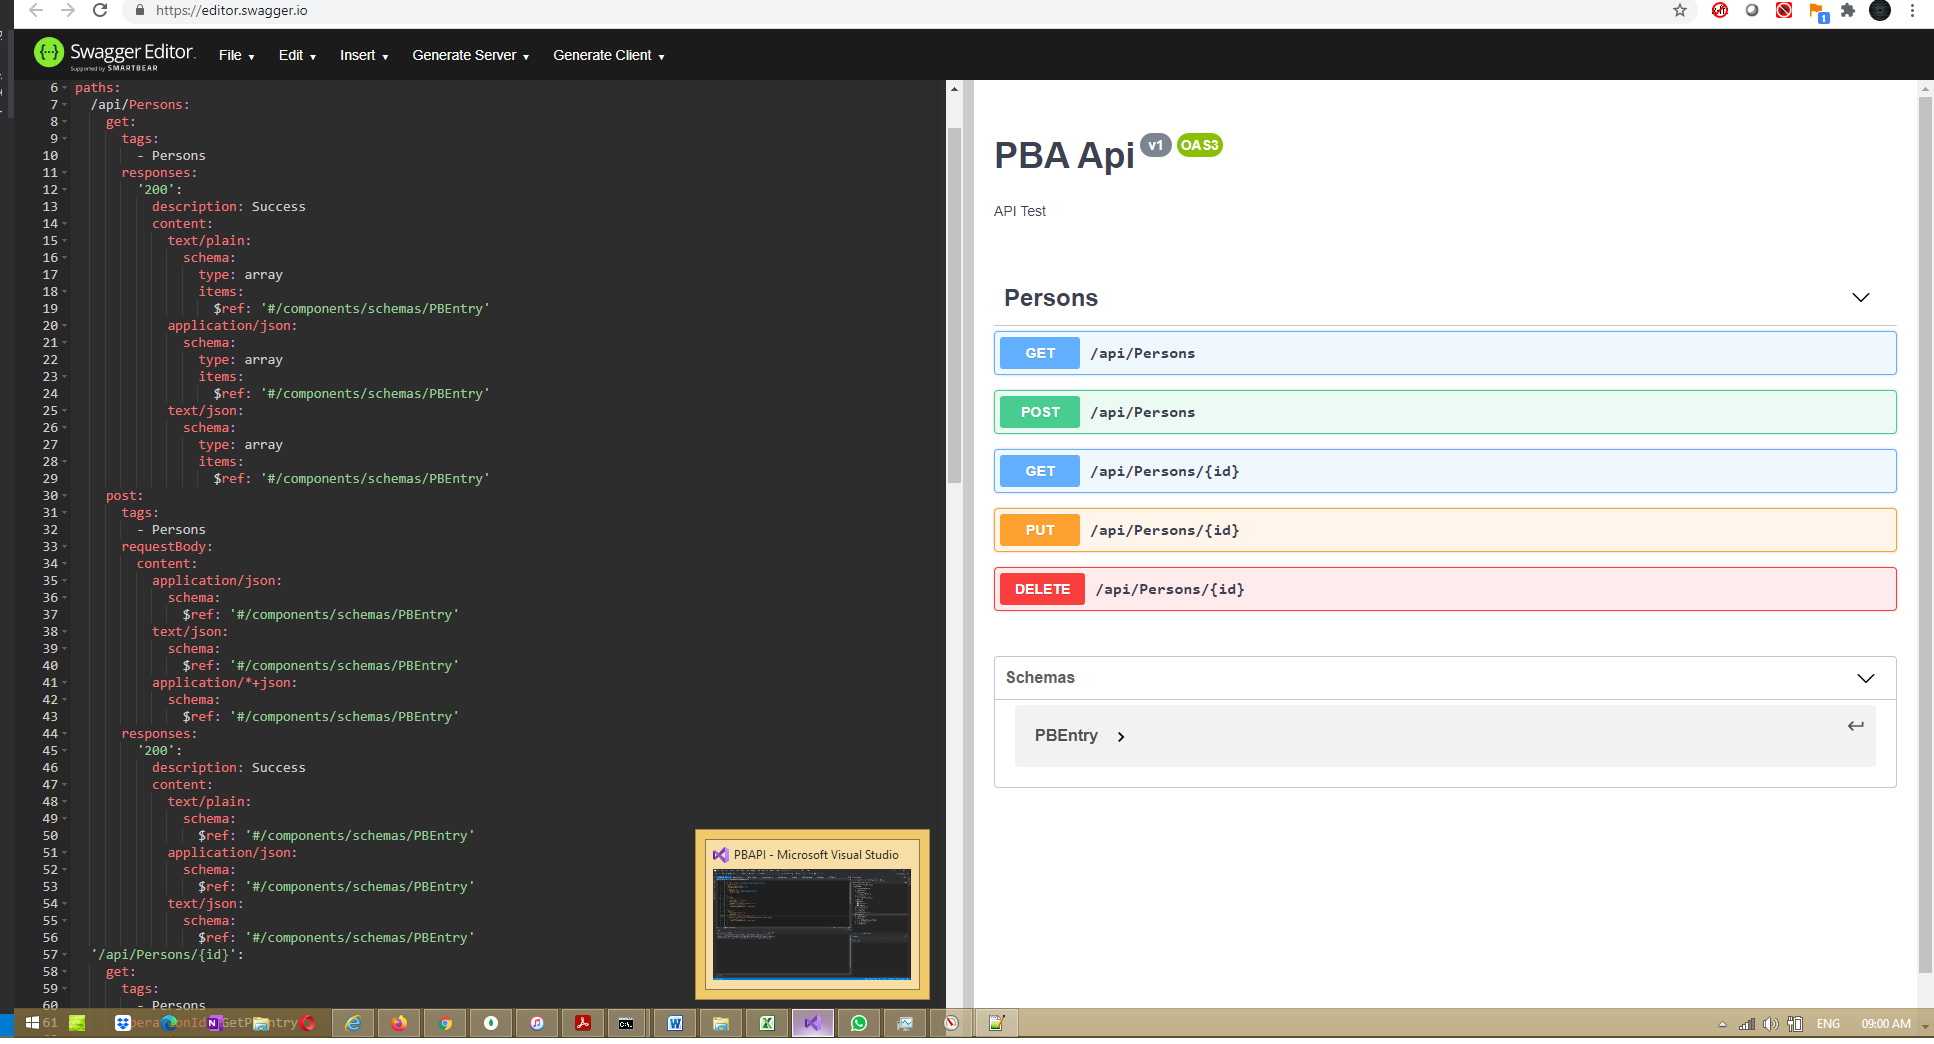 https://editor.swagger.io
1
Swagger Editor.
Supported by SMARTBEAR
File
Edit
Insert
Generate Server
Generate Client
6 paths:
7 /api/Persons:
8 get:
9 tags:
10 - Persons
11 responses:
12 '200':
13 description: Success
14 content:
15 text/plain:
16 schema:
17 type: array
18 items:
19 $ref: '#/components/schemas/PBEntry'
20 application/json:
21 schema:
22 type: array
23 items:
24 $ref: '#/components/schemas/PBEntry'
25 text/json:
26 schema:
27 type: array
28 items:
29 $ref: '#/components/schemas/PBEntry'
30 post:
31 tags:
32 - Persons
33 requestBody:
34 content:
35 application/json:
36 schema:
37 $ref: '#/components/schemas/PBEntry'
38 text/json:
39 schema:
40 $ref: '#/components/schemas/PBEntry'
41 application/*+json:
42 schema:
43 $ref: '#/components/schemas/PBEntry'
44 responses:
45 '200':
46 description: Success
47 content:
48 text/plain:
49 schema:
50 $ref: '#/components/schemas/PBEntry'
51 application/json:
52 schema:
53 $ref: '#/components/schemas/PBEntry'
54 text/json:
55 schema:
56 $ref: '#/components/schemas/PBEntry'
57 '/api/Persons/{id}':
58 get:
59 tags:
60 - Persons
61
PBA Api v1 OAS3
API Test
Persons
GET /api/Persons
POST /api/Persons
GET /api/Persons/{id}
PUT /api/Persons/{id}
DELETE /api/Persons/{id}
Schemas
PBEntry
PBAPI - Microsoft Visual Studio
ENG
09:00 AM